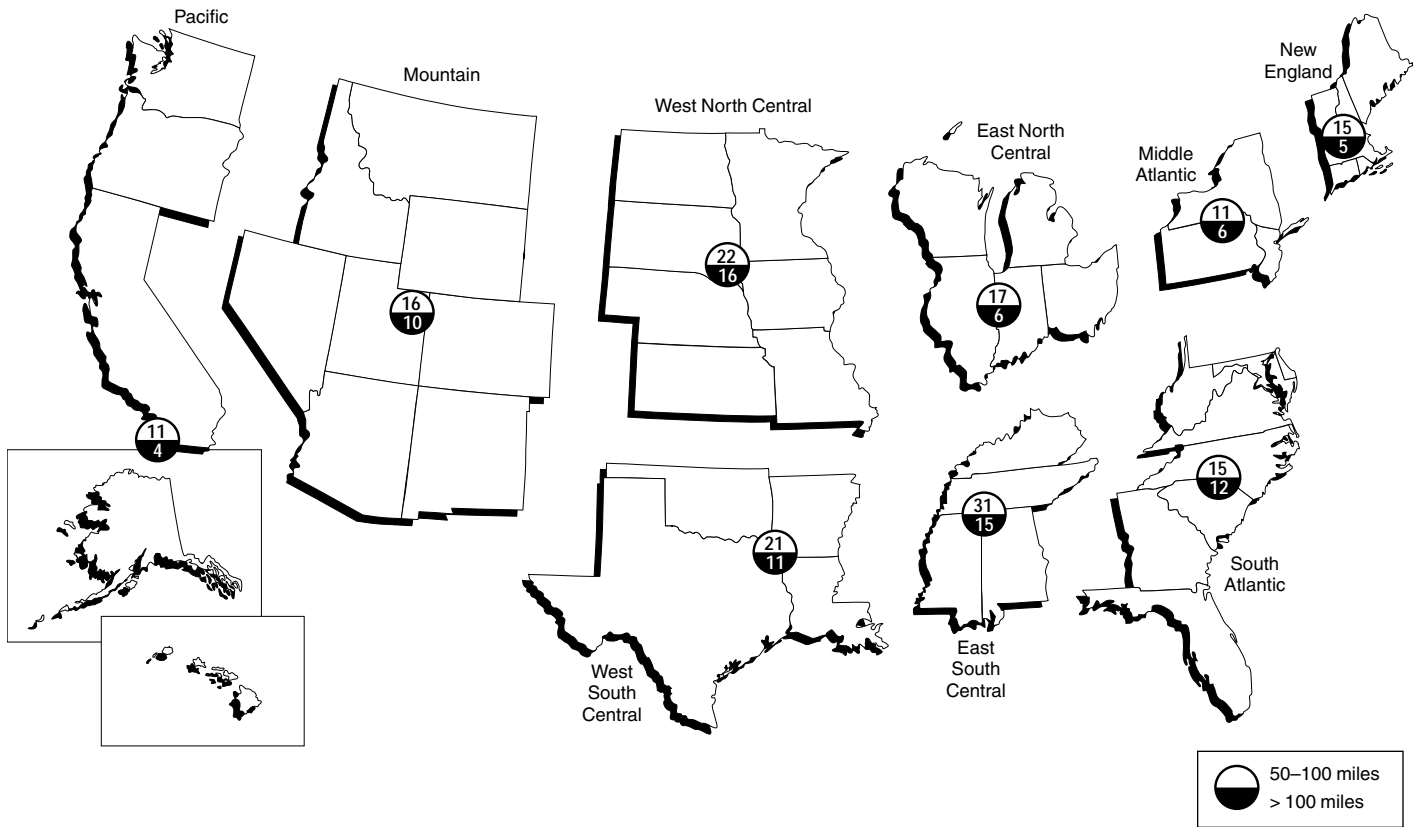 Pacific
11
4
Mountain
16
10
West North Central
22
16
East North
Central
17
6
Middle
Atlantic
11
6
New
England
15
5
West
South
Central
21
11
East
South
Central
31
15
South
Atlantic
15
12
50–100 miles
> 100 miles